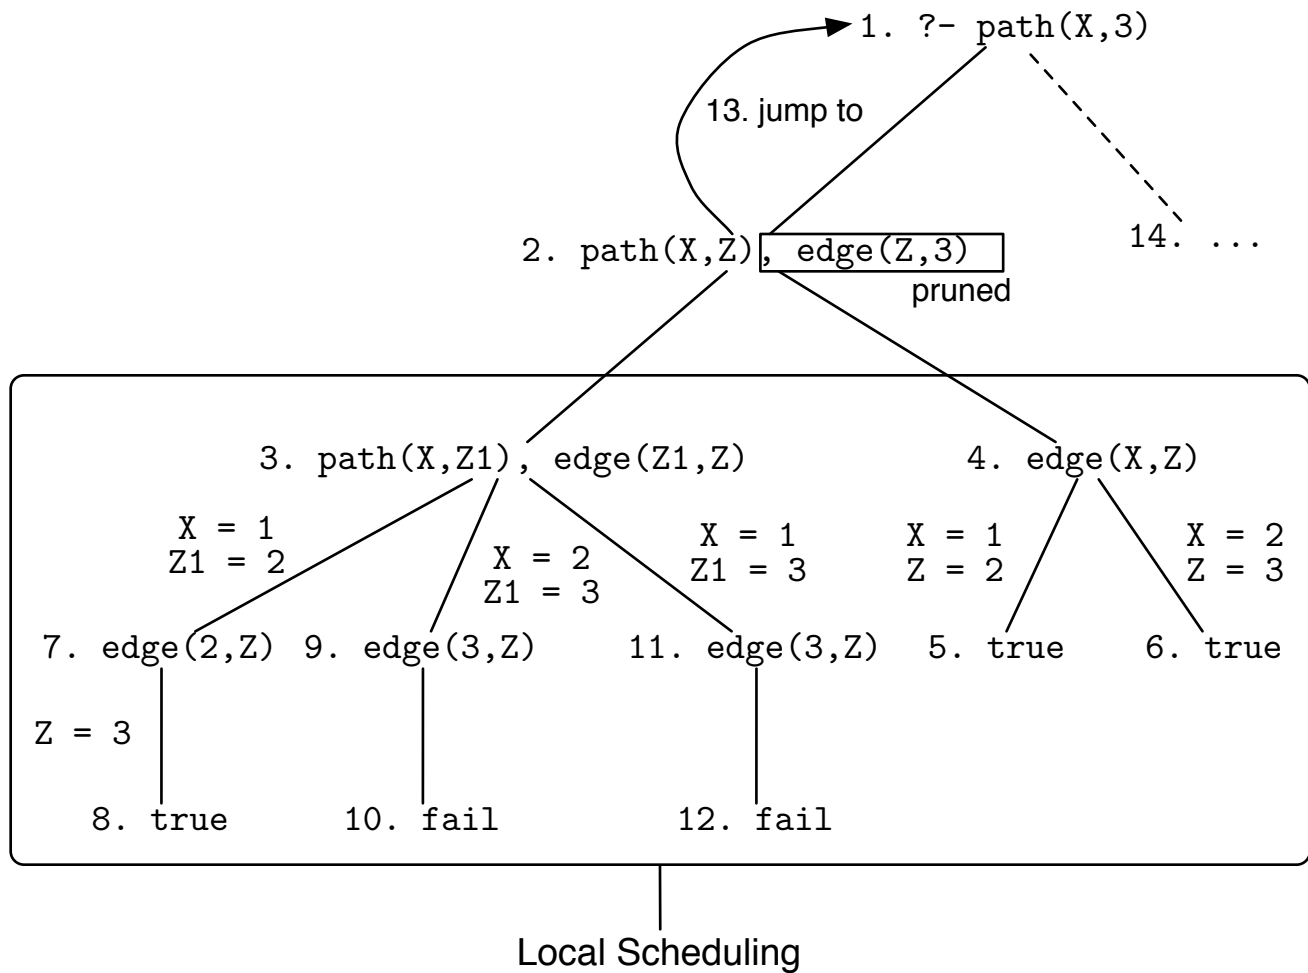 1. ?- path(X,3)
13. jump to
2. path(X,Z), edge(Z,3)
14. ...
pruned
3. path(X,Z1), edge(Z1,Z)
4. edge(X,Z)
X = 1
Z1 = 2
X = 2
Z1 = 3
X = 1
Z1 = 3
X = 1
Z = 2
X = 2
Z = 3
7. edge(2,Z)
9. edge(3,Z)
11. edge(3,Z)
5. true
6. true
Z = 3
8. true
10. fail
12. fail
Local Scheduling